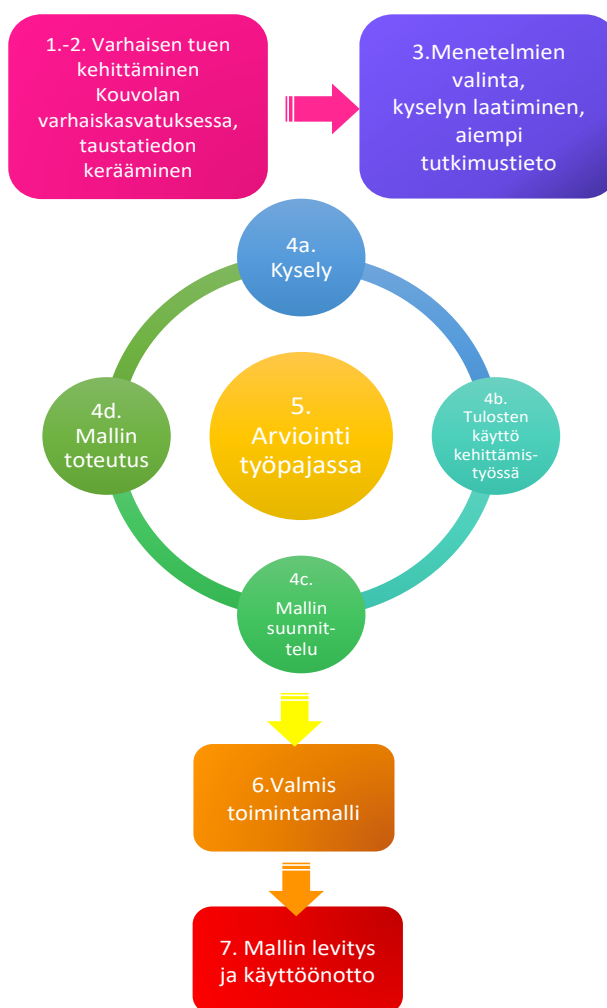 1.-2. Varhaisen tuen
kehittäminen
Kouvolan
varhaiskasvatuksessa,
taustatiedon
kerääminen
3.Menetelmien
valinta,
kyselyn laatiminen,
aiempi
tutkimustieto
4a.
Kysely
4b.
Tulosten
käyttö
kehittämis-
työssä
4c.
Mallin
suunnit-
telu
4d.
Mallin
toteutus
5.
Arviointi
työpajassa
6.Valmis
toimintamalli
7. Mallin levitys
ja käyttöönotto